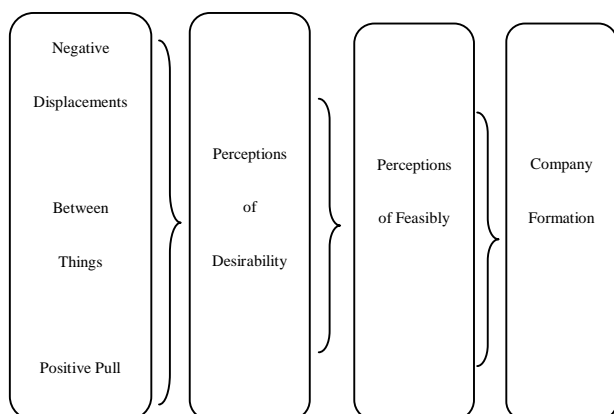 Negative
Displacements
Between
Things
Positive Pull
Perceptions
of
Desirability
Perceptions
of Feasibly
Company
Formation